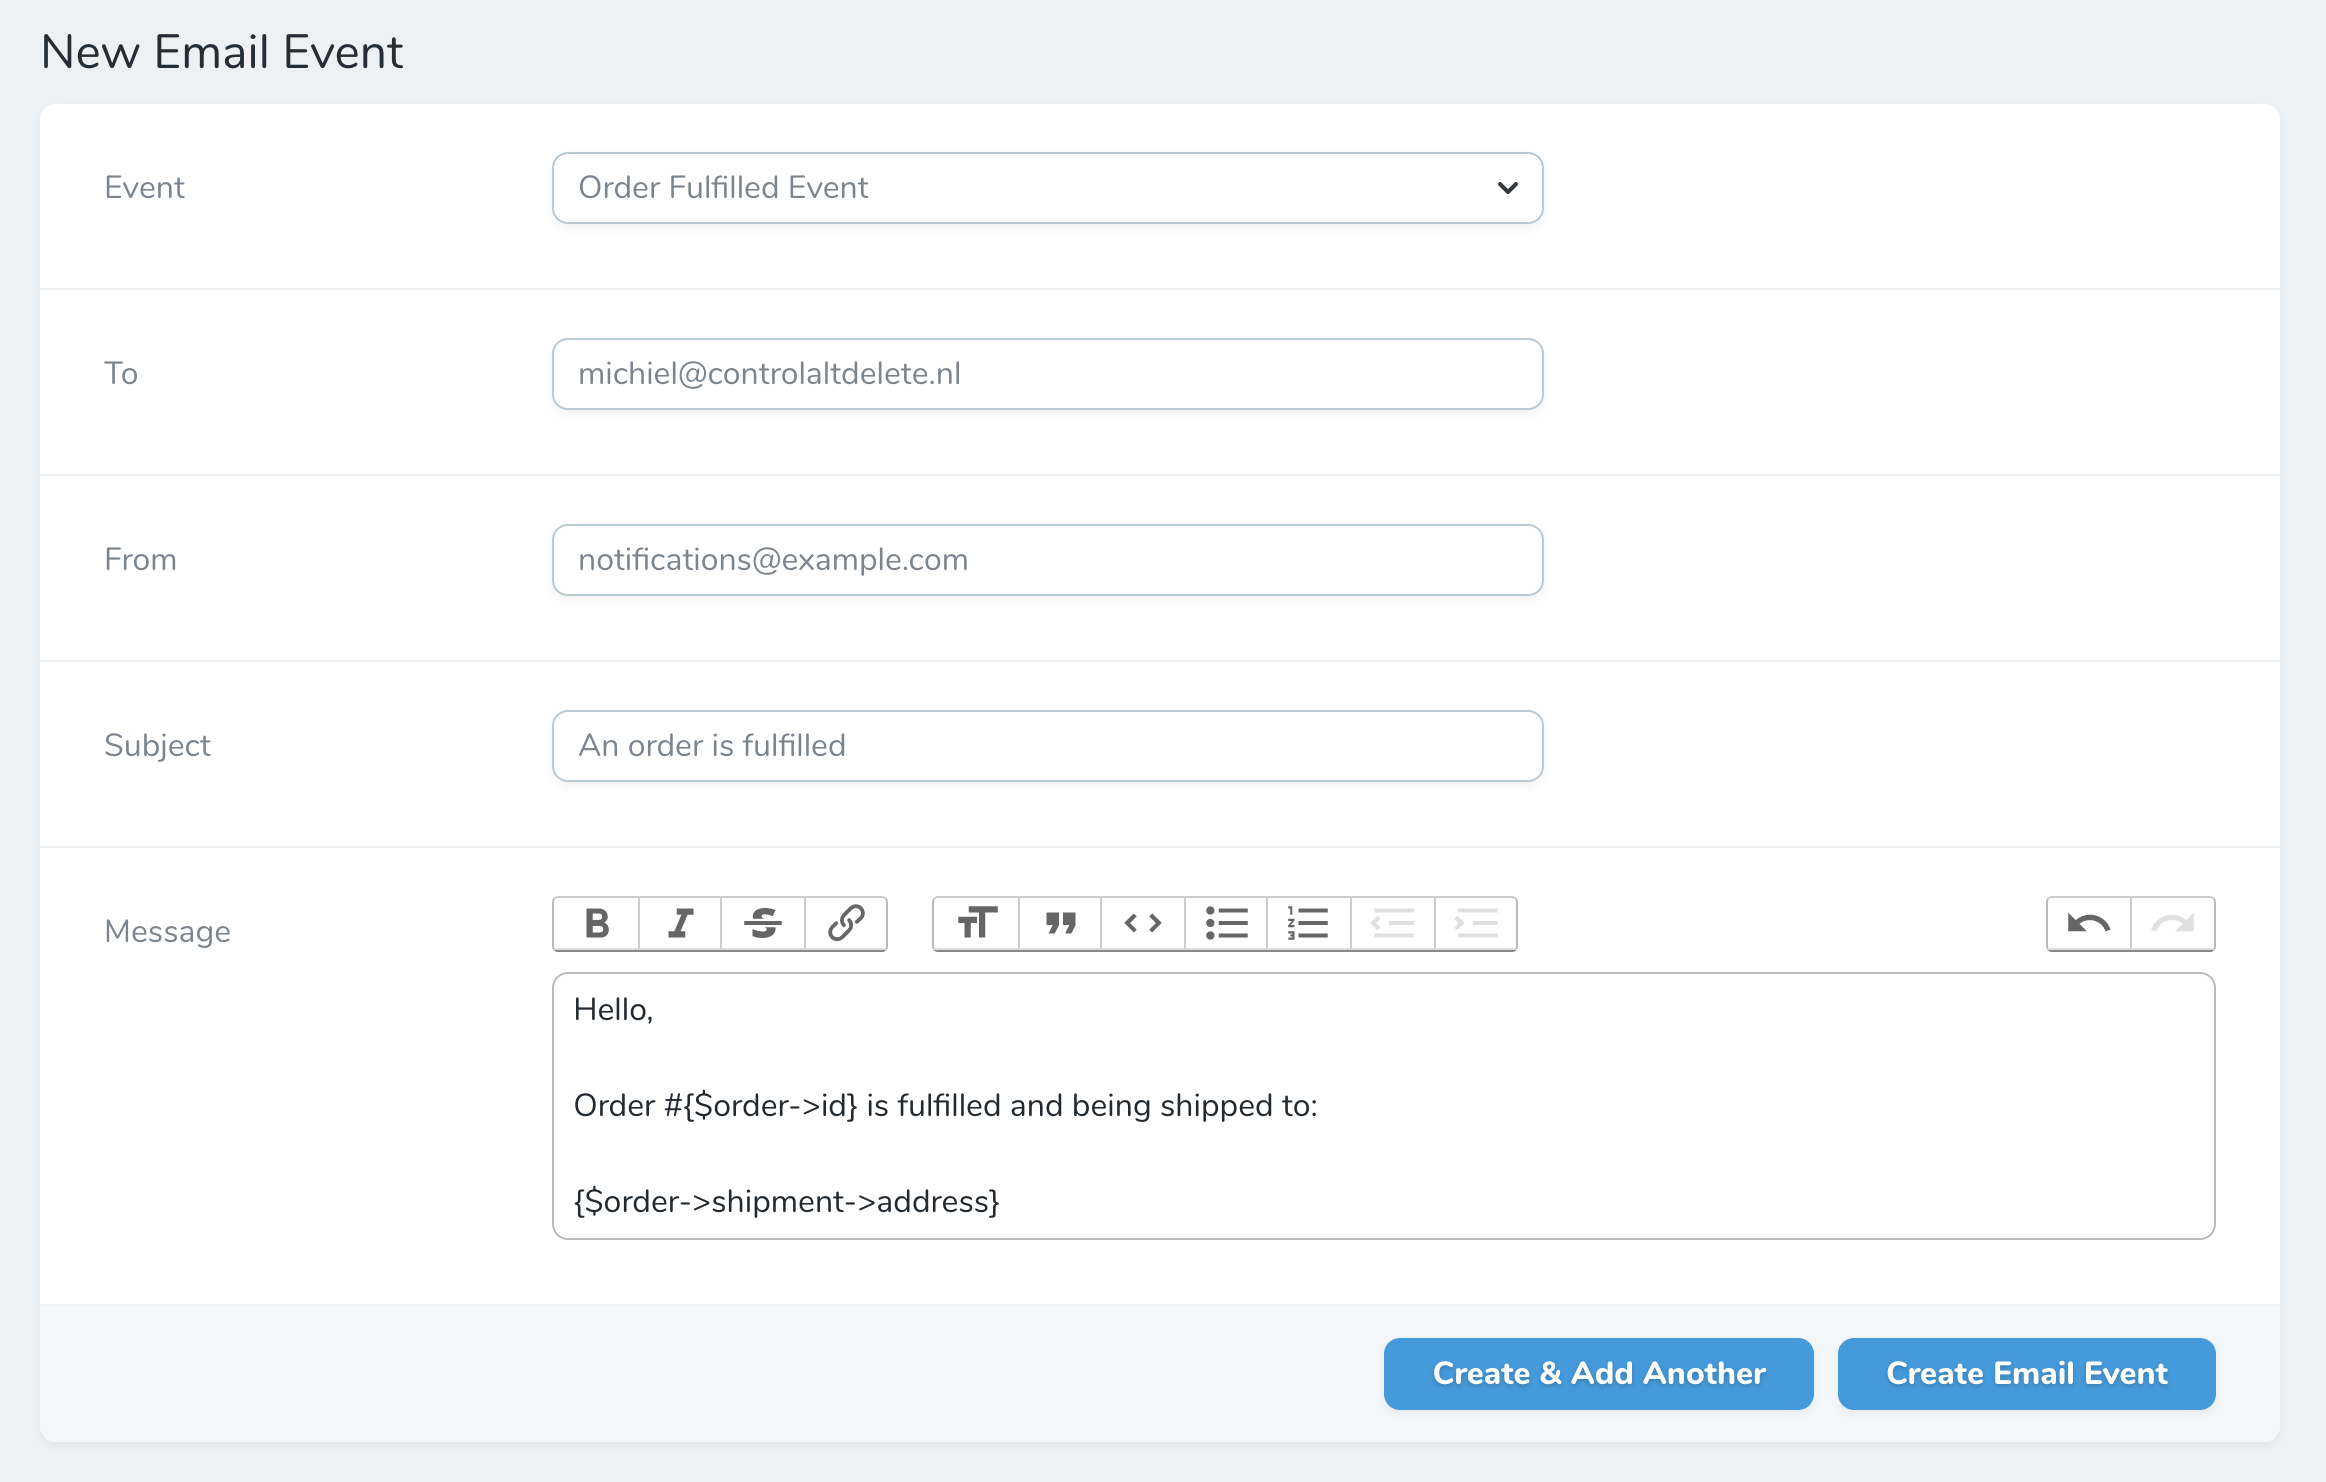 New Email Event
Event
Order Fulfilled Event
To
michiel@controlaltdelete.nl
From
notifications@example.com
Subject
An order is fulfilled
Message
Hello,
Order #{$order->id} is fulfilled and being shipped to:
{$order->shipment->address}
Create & Add Another
Create Email Event